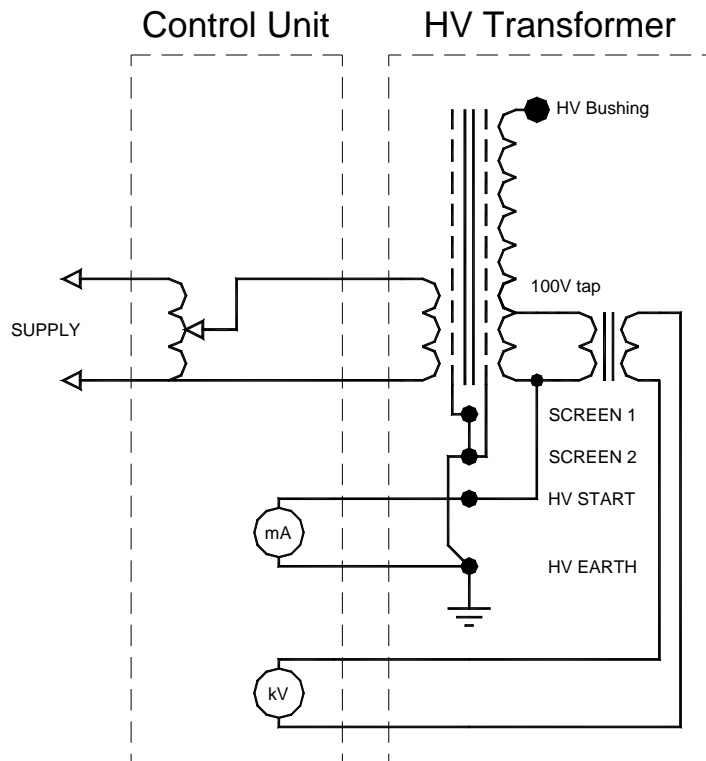 Control Unit
HV Transformer
HV Bushing
100V tap
SUPPLY
SCREEN 1
SCREEN 2
HV START
mA
HV EARTH
kV